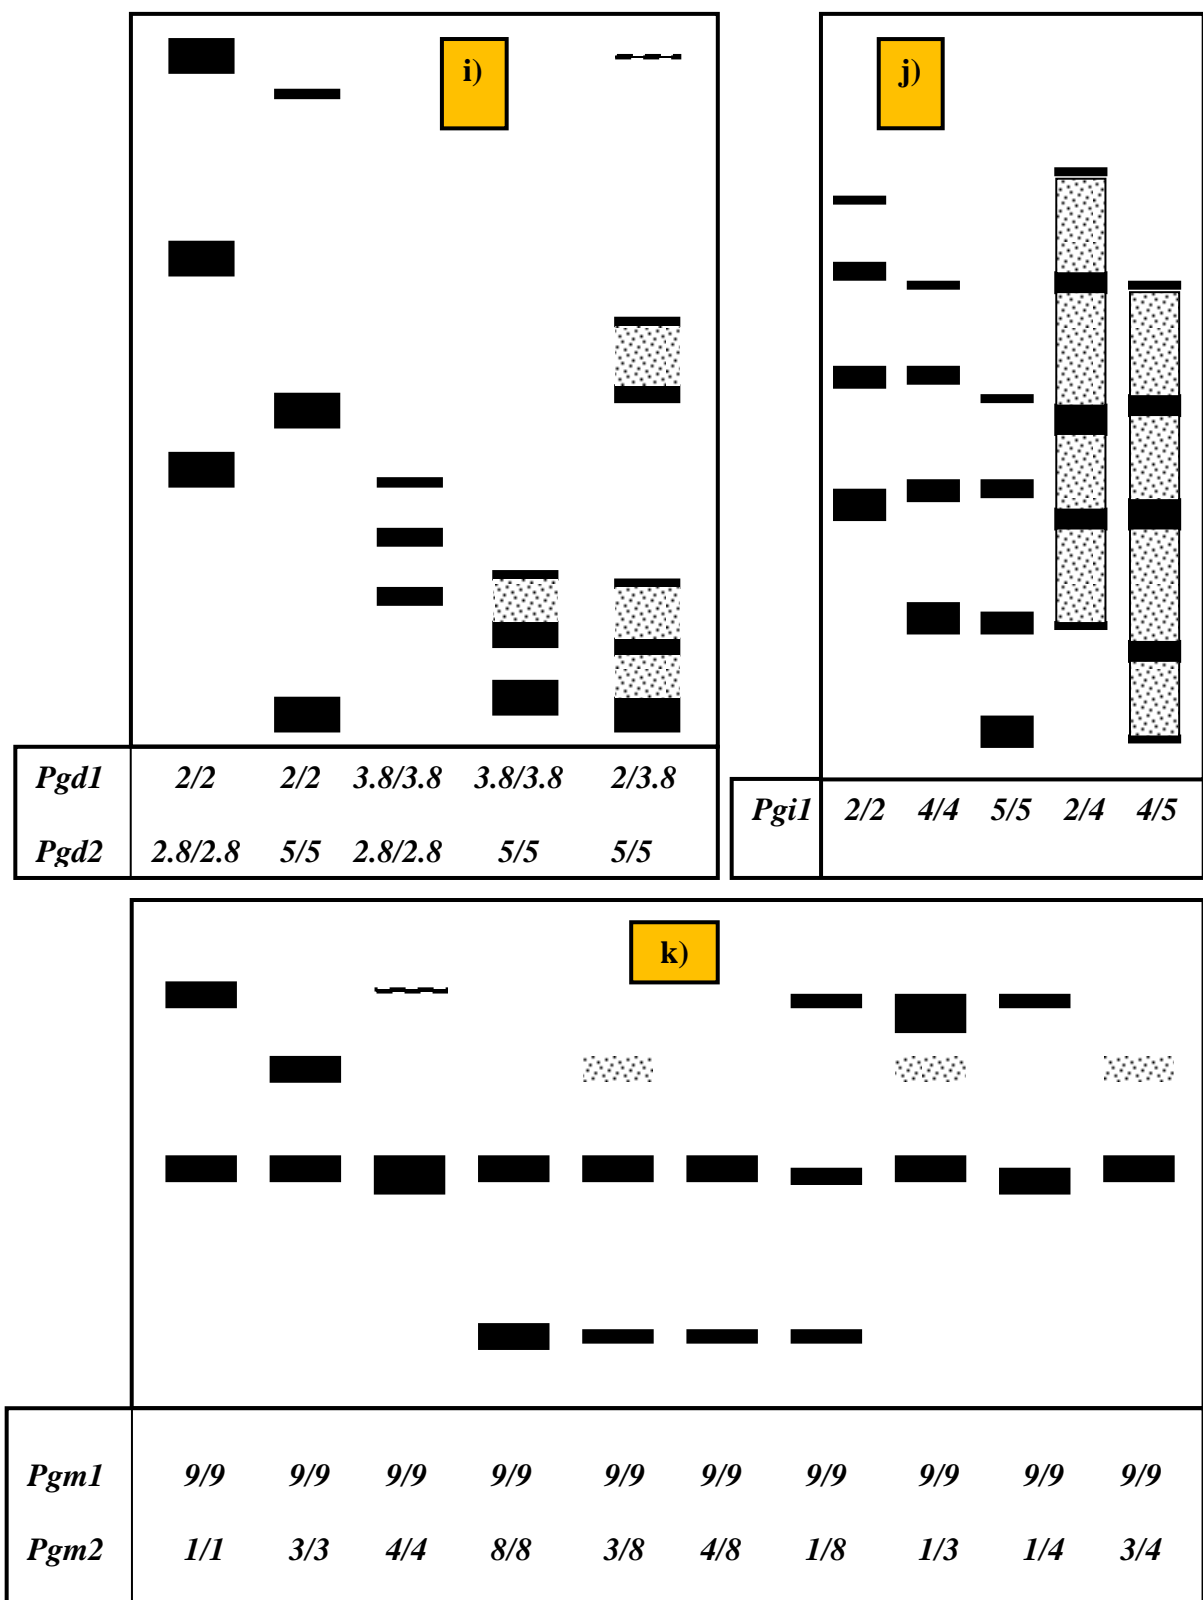 i)
j)
Pgd1 2/2 2/2 3.8/3.8 3.8/3.8 2/3.8
Pgd2 2.8/2.8 5/5 2.8/2.8 5/5 5/5
Pgi1 2/2 4/4 5/5 2/4 4/5
k)
Pgm1 9/9 9/9 9/9 9/9 9/9 9/9 9/9 9/9 9/9 9/9
Pgm2 1/1 3/3 4/4 8/8 3/8 4/8 1/8 1/3 1/4 3/4